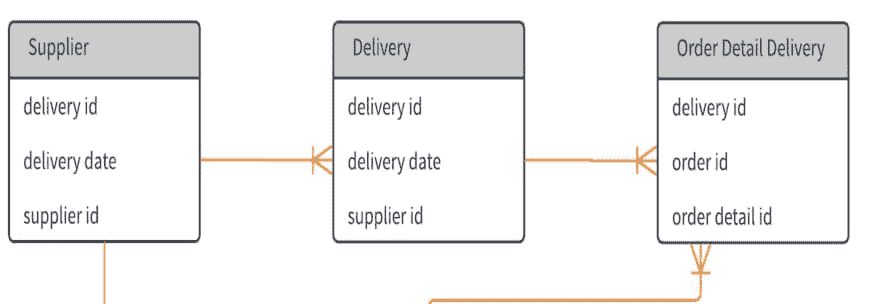 Supplier
delivery id
delivery date
supplier id
Delivery
delivery id
delivery date
supplier id
Order Detail Delivery
delivery id
order id
order detail id